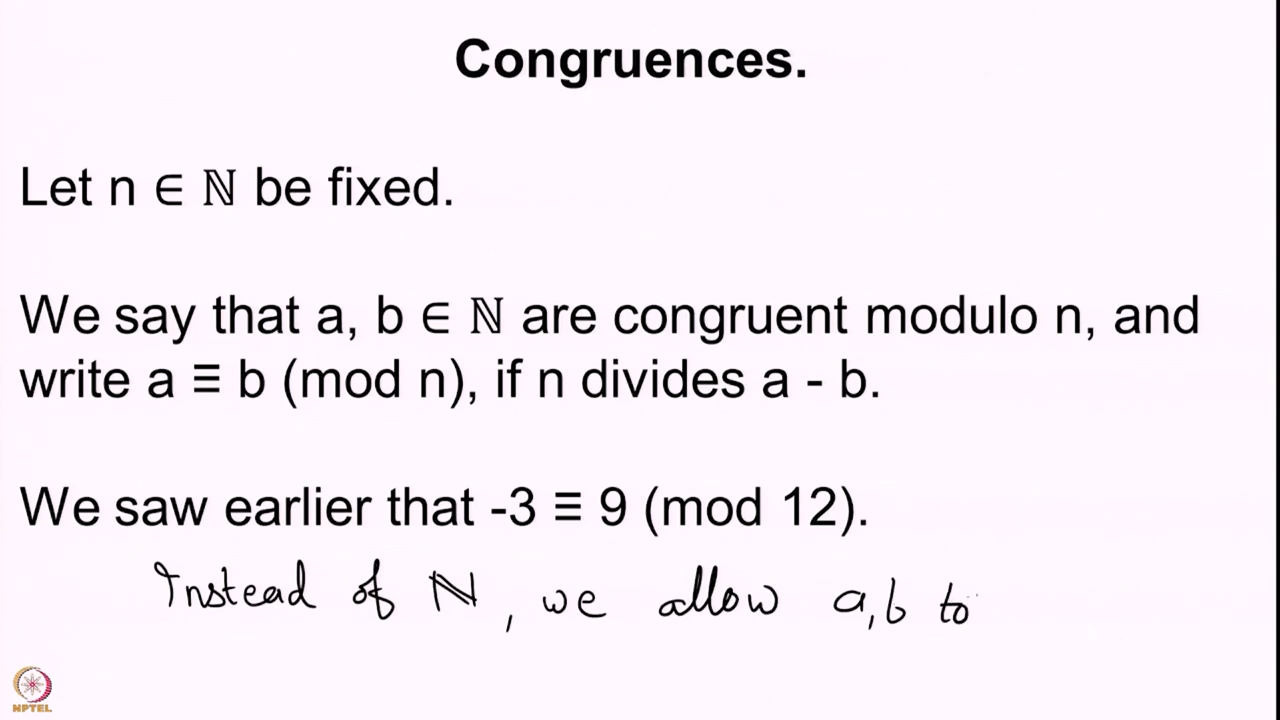 Congruences.
Let n ∈ ℕ be fixed.
We say that a, b ∈ ℕ are congruent modulo n, and
write a ≡ b (mod n), if n divides a - b.
We saw earlier that -3 ≡ 9 (mod 12).
Instead of ℕ, we allow a,b to
NPTEL